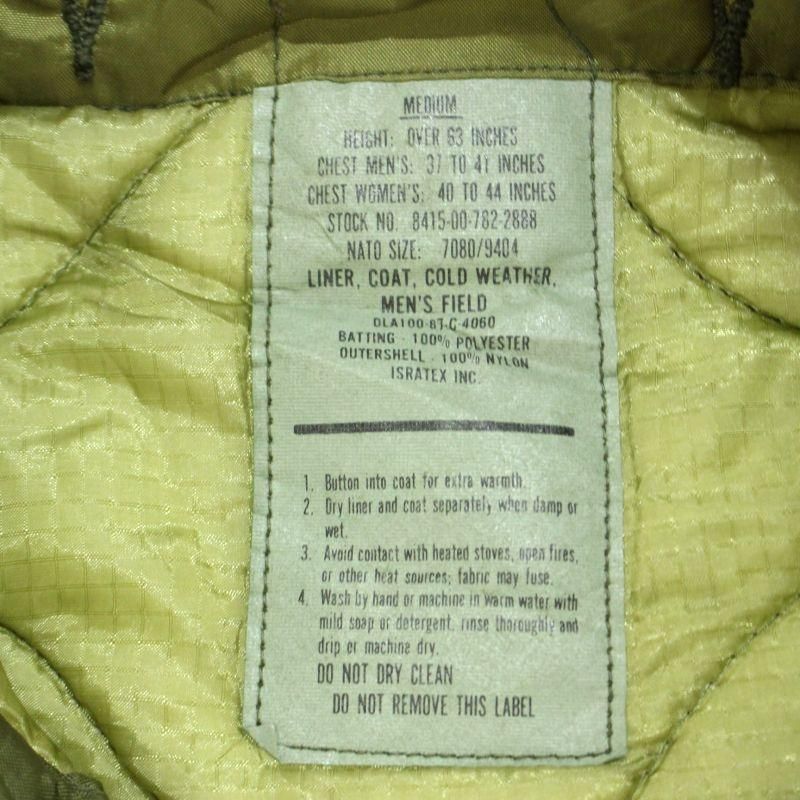 MEDIUM
HEIGHT: OVER 63 INCHES
CHEST MEN'S: 37 TO 41 INCHES
CHEST WOMEN'S: 40 TO 44 INCHES
STOCK NO. 8415-00-782-2888
NATO SIZE: 7080/9404
LINER, COAT, COLD WEATHER,
MEN'S FIELD
DLA100-87-C-4060
BATTING - 100% POLYESTER
OUTERSHELL - 100% NYLON
ISRATEX INC.
1. Button into coat for extra warmth.
2. Dry liner and coat separately when damp or
wet.
3. Avoid contact with heated stoves, open fires,
or other heat sources; fabric may fuse.
4. Wash by hand or machine in warm water with
mild soap or detergent, rinse thoroughly and
drip or machine dry.
DO NOT DRY CLEAN
DO NOT REMOVE THIS LABEL